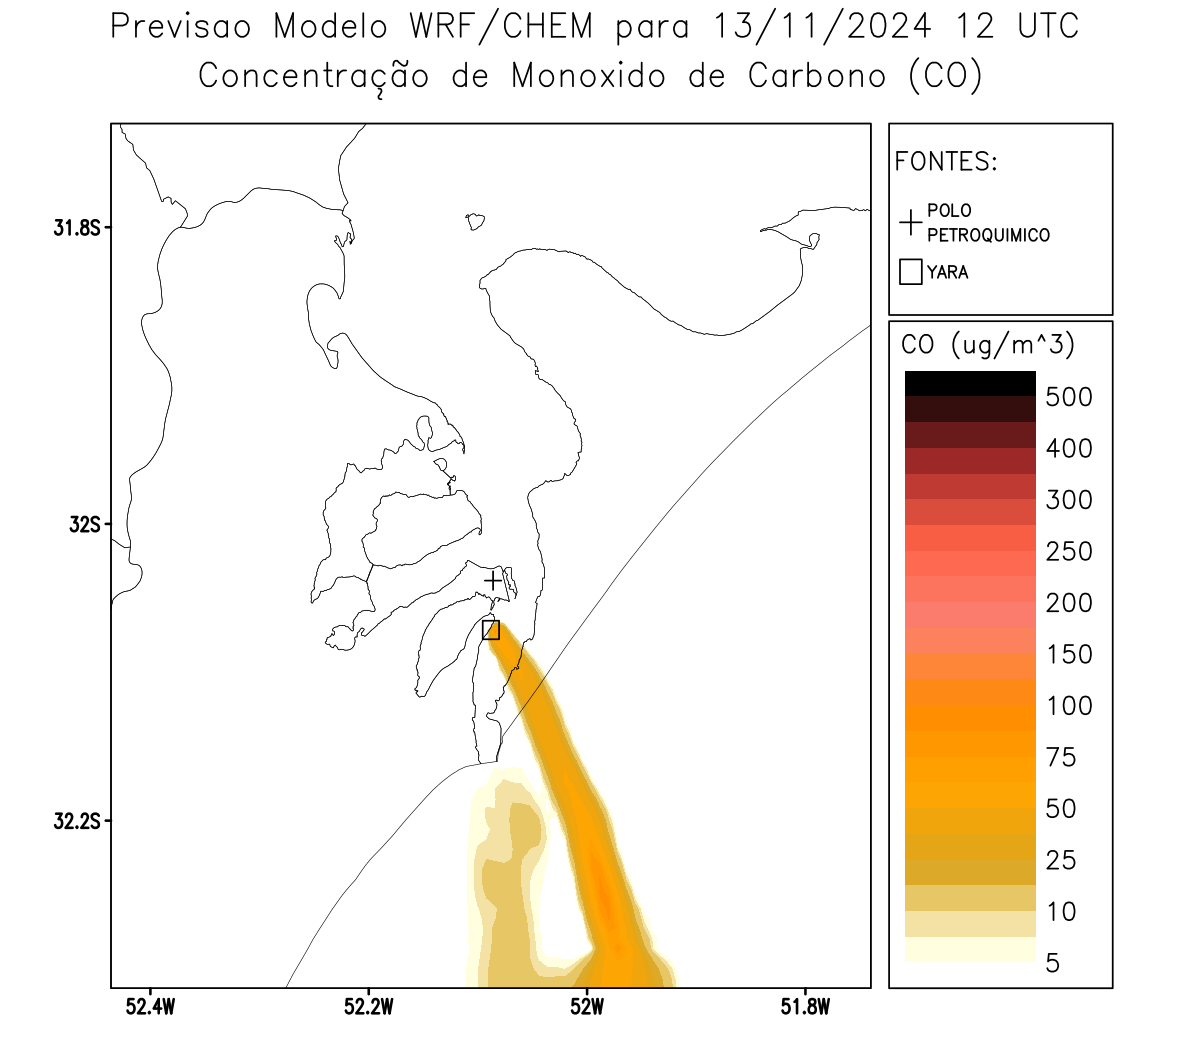 Previsao Modelo WRF/CHEM para 13/11/2024 12 UTC
Concentração de Monoxido de Carbono (CO)
FONTES:
POLO
PETROQUIMICO
YARA
CO (ug/m^3)
500
400
300
250
200
150
100
75
50
25
10
5
31.8S
32S
32.2S
52.4W
52.2W
52W
51.8W